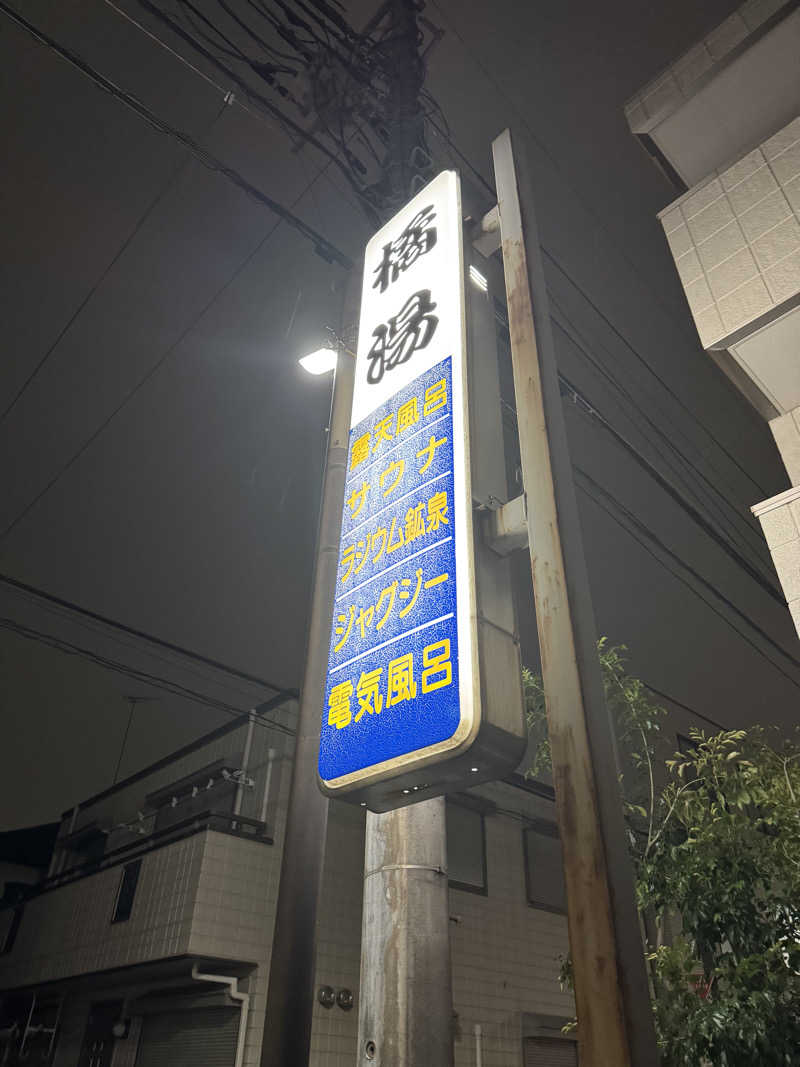 橘湯
露天風呂
サウナ
ラジウム鉱泉
ジャグジー
電気風呂